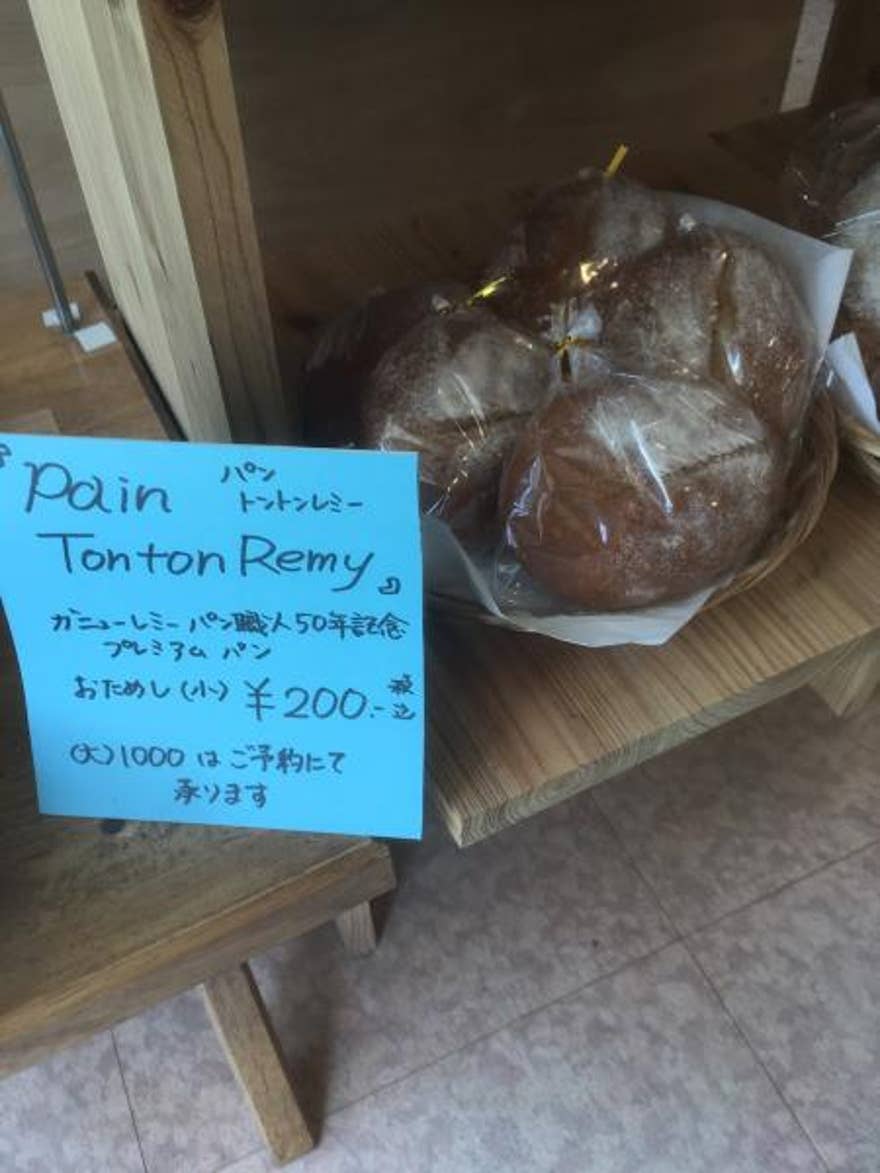 『Pain パン
トントンレミー
Tonton Remy』
ガニューレミー パン職人50年記念
プレミアム パン
おためし(小) ¥200.- 税込
(大)1000 は ご予約にて
承ります